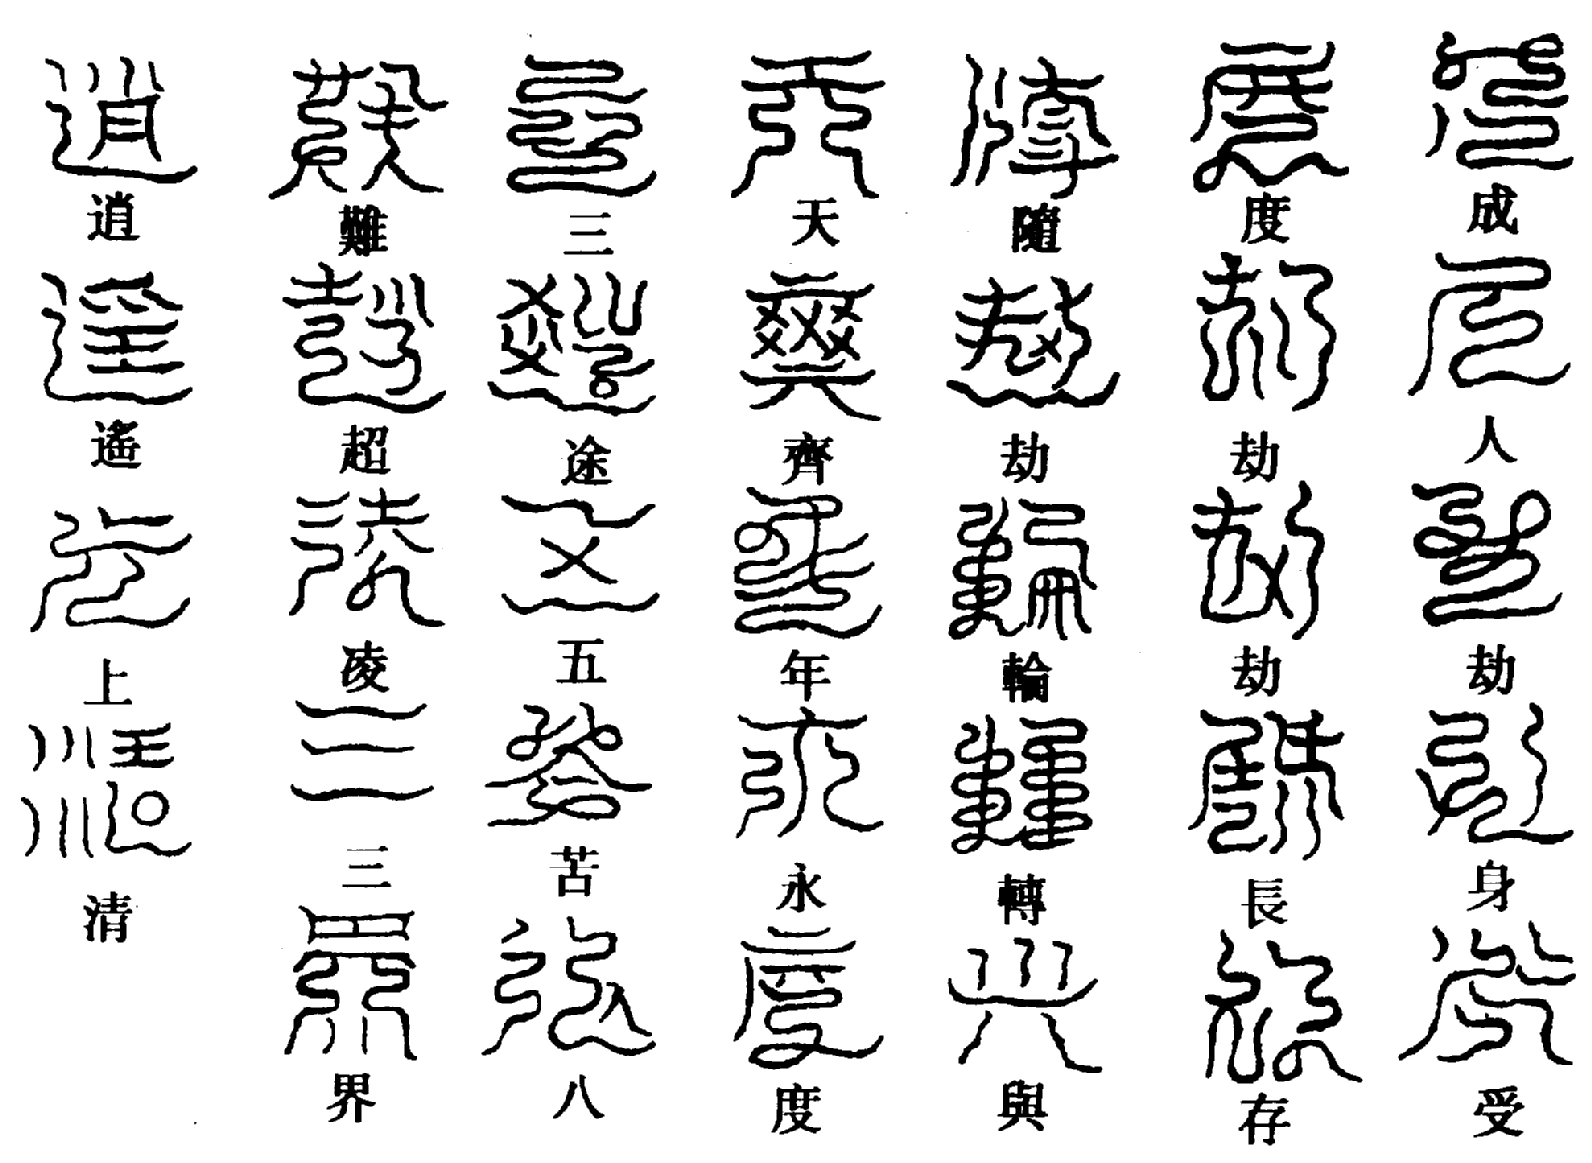 成人劫身受
度劫劫長存
隨劫輪轉與
天齊年永度
三途五苦八
難超凌三界
逍遙上清